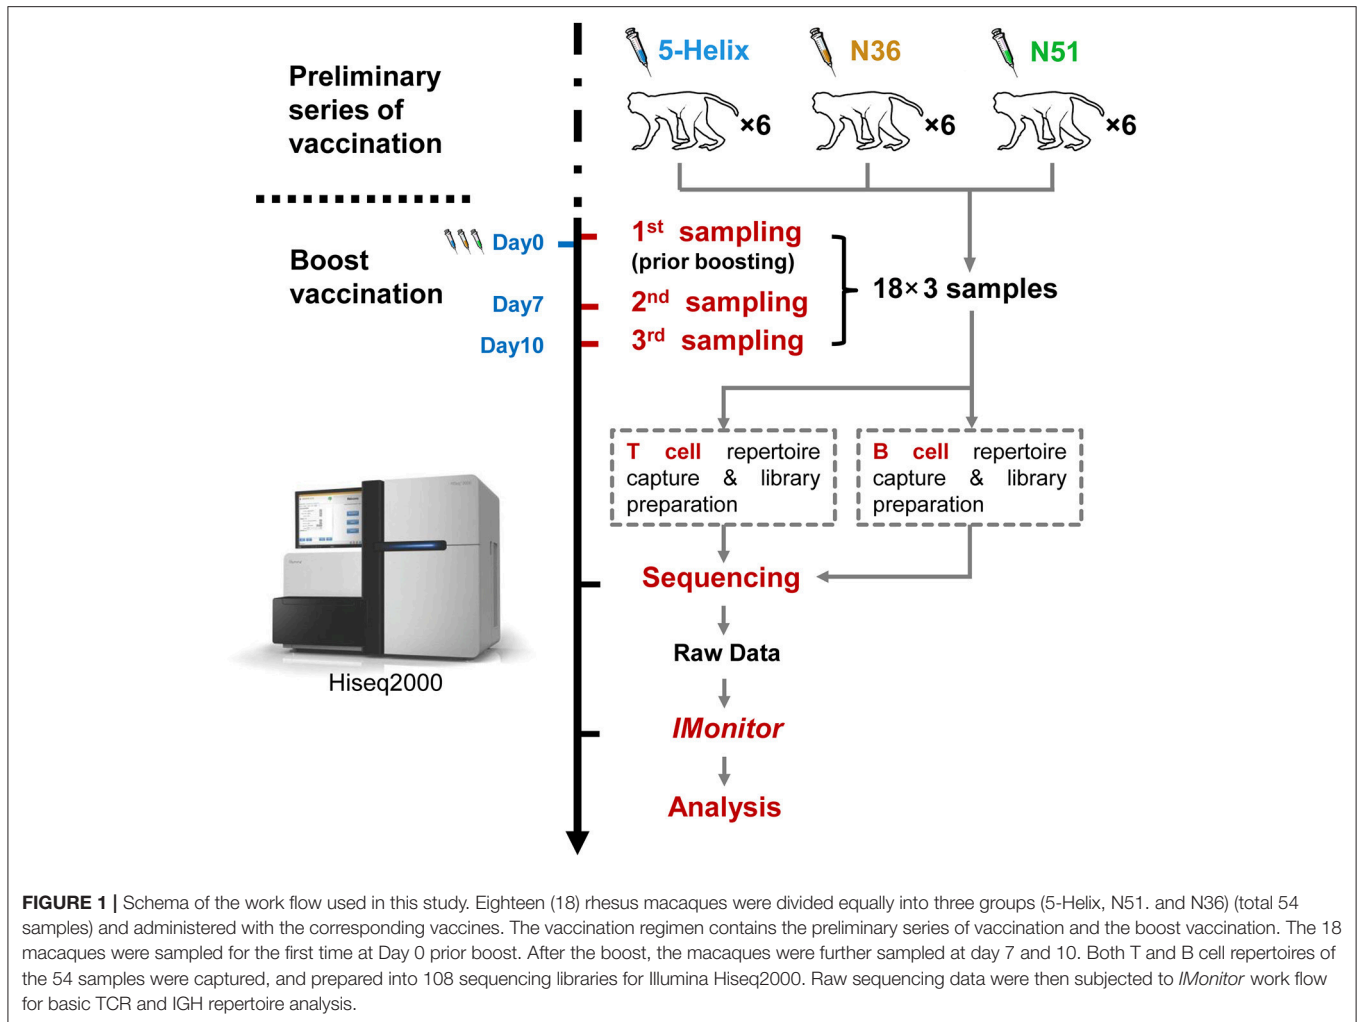 Preliminary
series of
vaccination
5-Helix
N36
N51
×6
×6
×6
Boost
vaccination
Day0
Day7
Day10
1st sampling
(prior boosting)
2nd sampling
3rd sampling
18×3 samples
T cell repertoire
capture & library
preparation
B cell repertoire
capture & library
preparation
Sequencing
Raw Data
IMonitor
Analysis
Hiseq2000
FIGURE 1 | Schema of the work flow used in this study. Eighteen (18) rhesus macaques were divided equally into three groups (5-Helix, N51. and N36) (total 54
samples) and administered with the corresponding vaccines. The vaccination regimen contains the preliminary series of vaccination and the boost vaccination. The 18
macaques were sampled for the first time at Day 0 prior boost. After the boost, the macaques were further sampled at day 7 and 10. Both T and B cell repertoires of
the 54 samples were captured, and prepared into 108 sequencing libraries for Illumina Hiseq2000. Raw sequencing data were then subjected to IMonitor work flow
for basic TCR and IGH repertoire analysis.